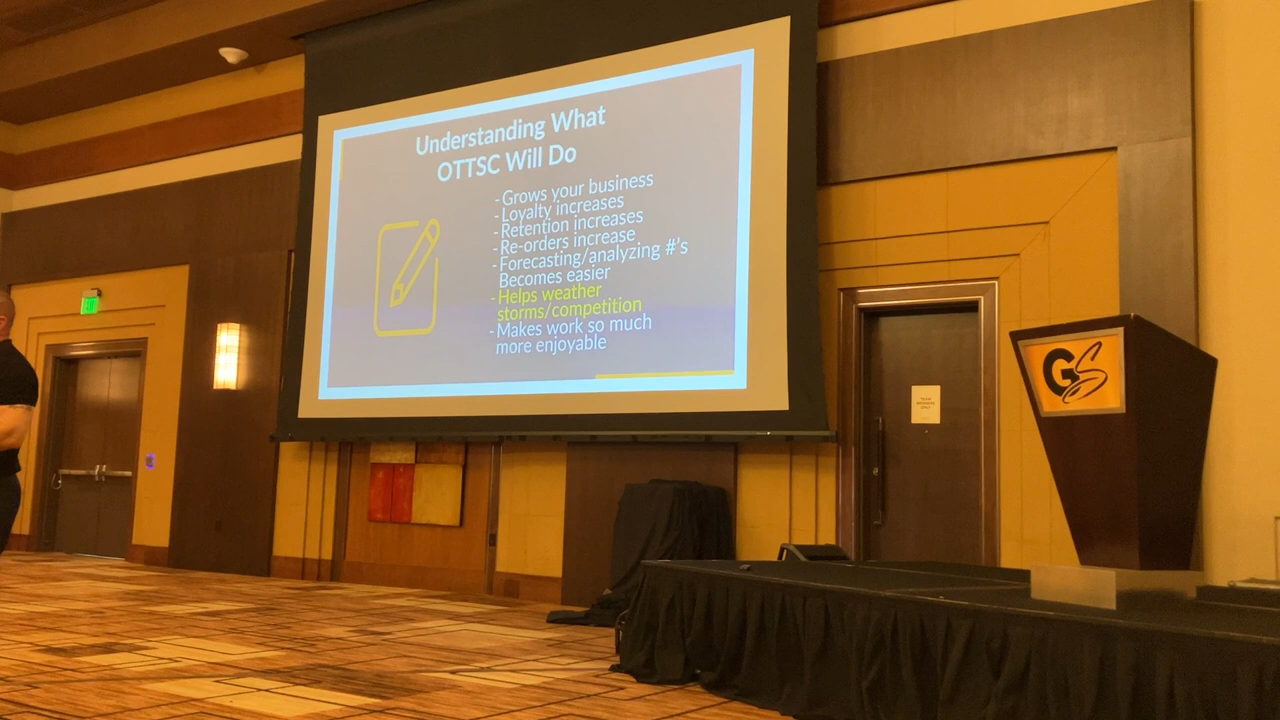 Understanding What
OTTSC Will Do
- Grows your business
- Loyalty increases
- Retention increases
- Re-orders increase
- Forecasting/analyzing #'s
Becomes easier
- Helps weather
storms/competition
- Makes work so much
more enjoyable
EXIT
GS